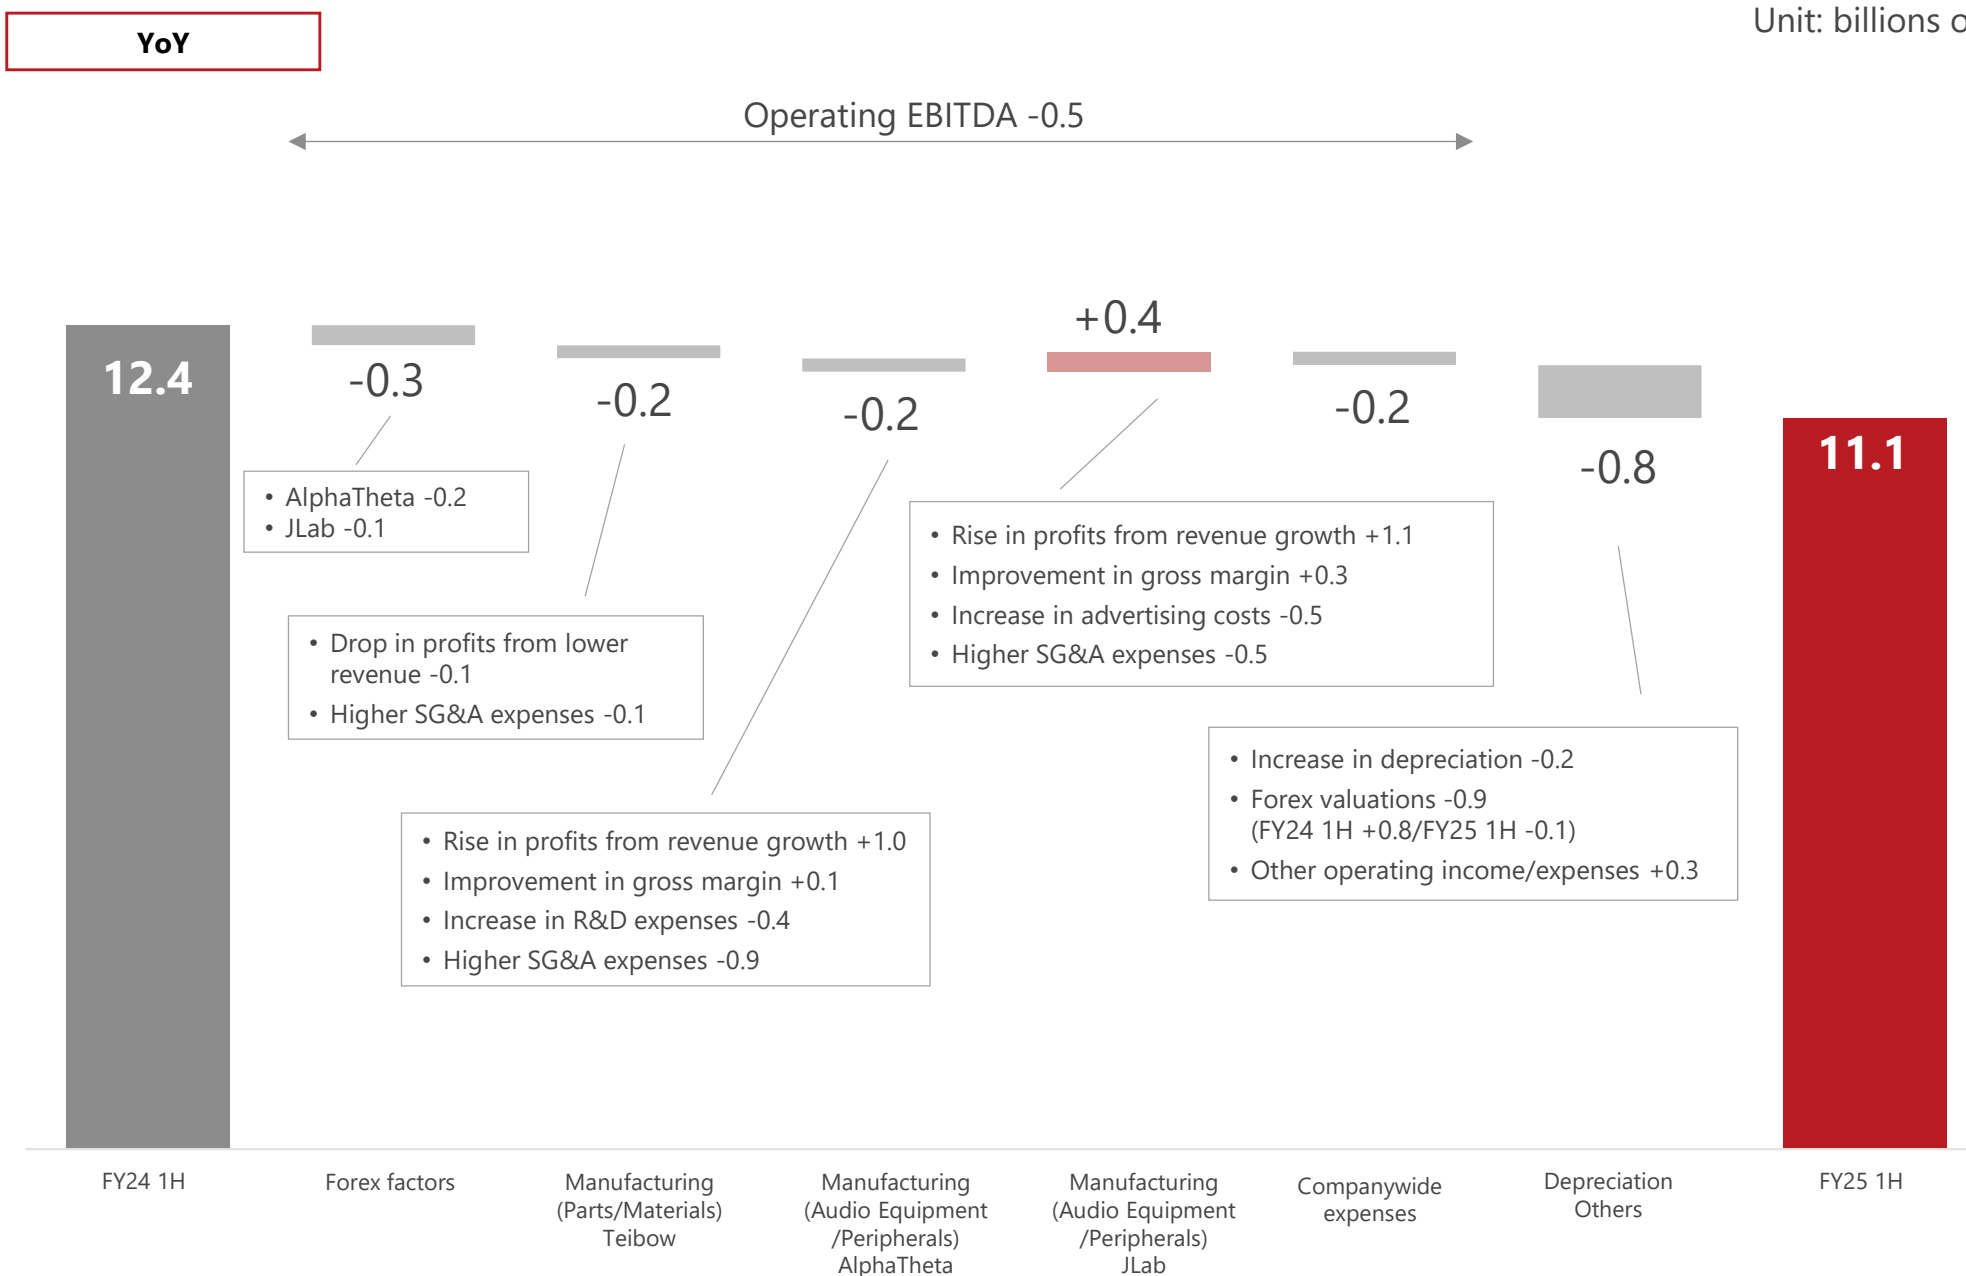 YoY
Unit: billions
Operating EBITDA -0.5
12.4
-0.3
-0.2
-0.2
+0.4
-0.2
-0.8
11.1
• AlphaTheta -0.2
• JLab -0.1
• Drop in profits from lower
revenue -0.1
• Higher SG&A expenses -0.1
• Rise in profits from revenue growth +1.0
• Improvement in gross margin +0.1
• Increase in R&D expenses -0.4
• Higher SG&A expenses -0.9
• Rise in profits from revenue growth +1.1
• Improvement in gross margin +0.3
• Increase in advertising costs -0.5
• Higher SG&A expenses -0.5
• Increase in depreciation -0.2
• Forex valuations -0.9
(FY24 1H +0.8/FY25 1H -0.1)
• Other operating income/expenses +0.3
FY24 1H
Forex factors
Manufacturing
(Parts/Materials)
Teibow
Manufacturing
(Audio Equipment
/Peripherals)
AlphaTheta
Manufacturing
(Audio Equipment
/Peripherals)
JLab
Companywide
expenses
Depreciation
Others
FY25 1H